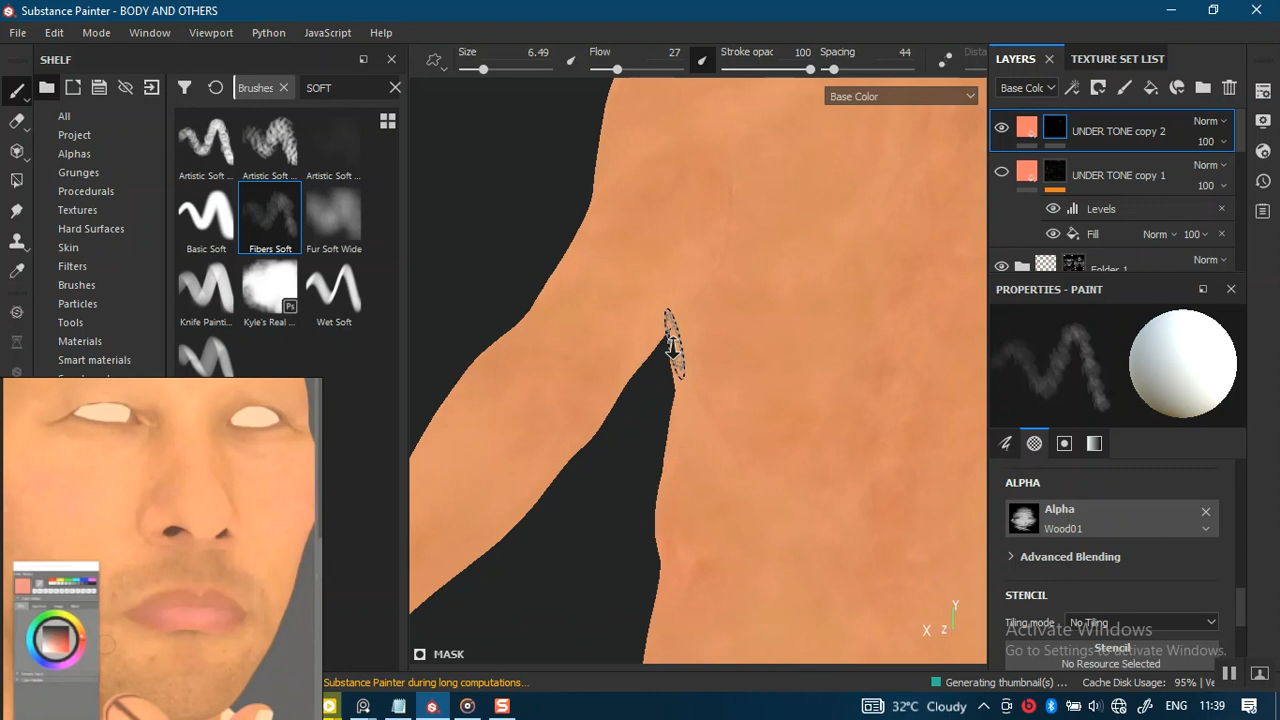 Substance Painter - BODY AND OTHERS
File Edit Mode Window Viewport Python JavaScript Help
SHELF
Size 6.49 Flow 27 Stroke opac 100 Spacing 44 Dista
LAYERS TEXTURE SET LIST
Brushes SOFT
Base Color
Base Colc
All
Project
Alphas
Grunges
Procedurals
Textures
Hard Surfaces
Skin
Filters
Brushes
Particles
Tools
Materials
Smart materials
Artistic Soft ... Artistic Soft ... Artistic Soft ...
Basic Soft Fibers Soft Fur Soft Wide
Knife Painti... Kyle's Real ... Wet Soft
Ps
UNDER TONE copy 2 Norm 100
UNDER TONE copy 1 Norm 100
Levels
Fill Norm 100
Folder 1 Norm
PROPERTIES - PAINT
ALPHA
Alpha
Wood01
Advanced Blending
STENCIL
Tiling mode No Tiling
Stencil
No Resource Selected
Activate Windows
Go to Settings to activate Windows.
Y
X Z
MASK
Substance Painter during long computations...
Generating thumbnail(s) ... Cache Disk Usage: 95% | Ve
32°C Cloudy ENG 11:39